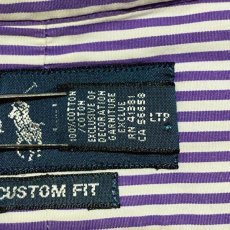 100% COTTON
/COTON
EXCLUSIVE OF
DECORATION
GARNITURE
EXCLUE
RN 41381
CA 56658
LTP
CUSTOM FIT